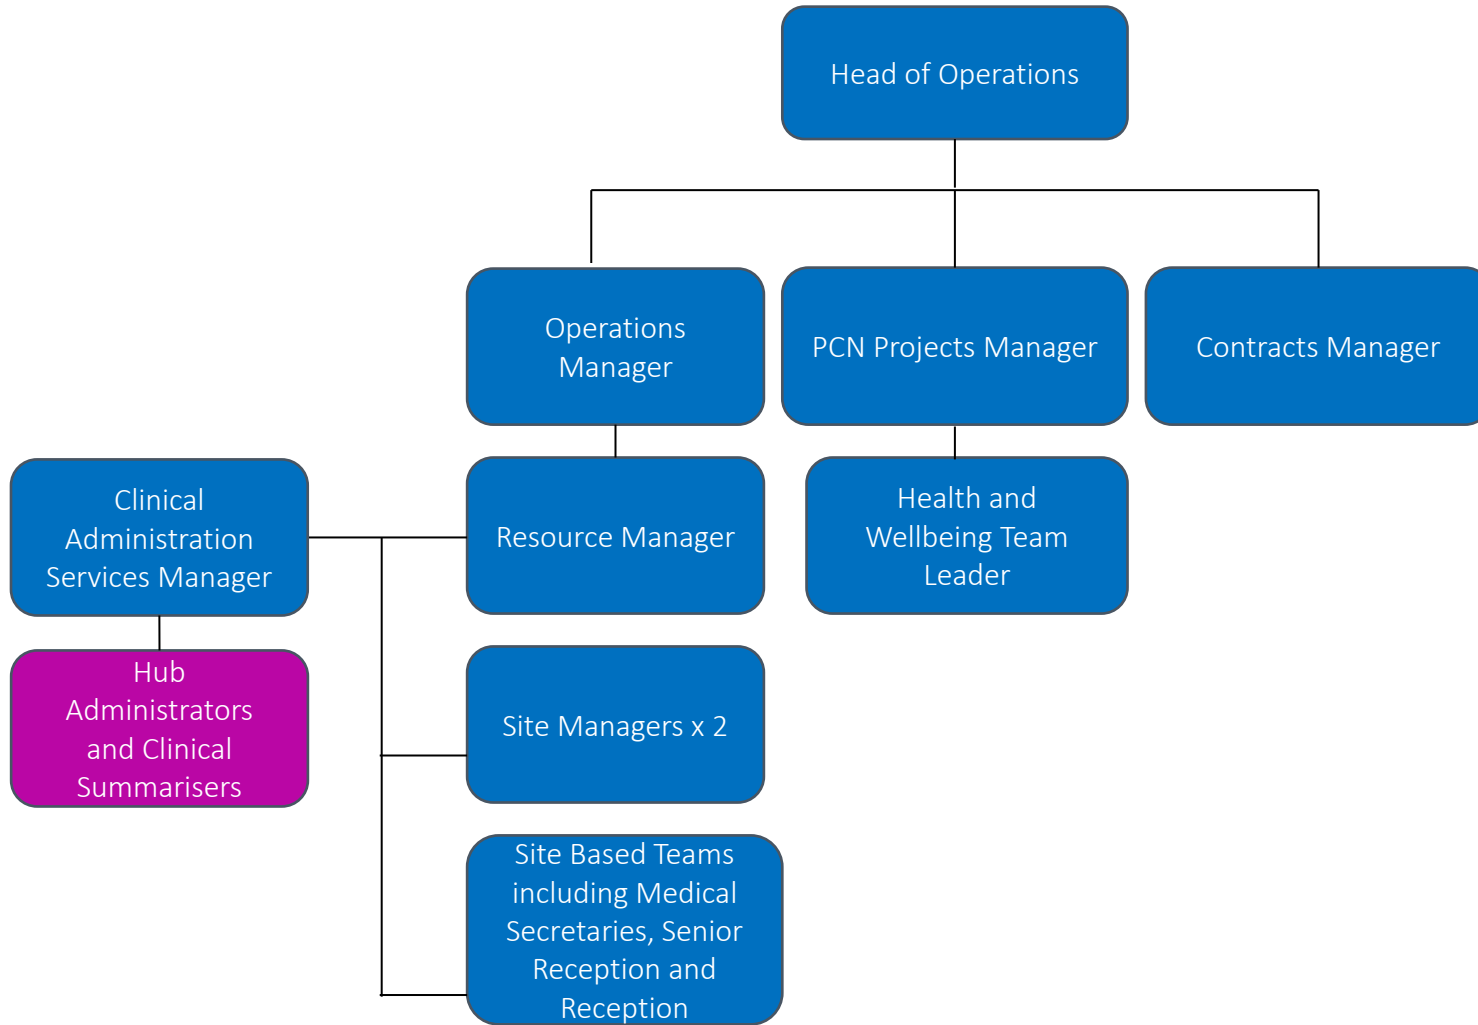 Head of Operations
Operations
Manager
PCN Projects Manager
Contracts Manager
Clinical
Administration
Services Manager
Resource Manager
Health and
Wellbeing Team
Leader
Hub
Administrators
and Clinical
Summarisers
Site Managers x 2
Site Based Teams
including Medical
Secretaries, Senior
Reception and
Reception